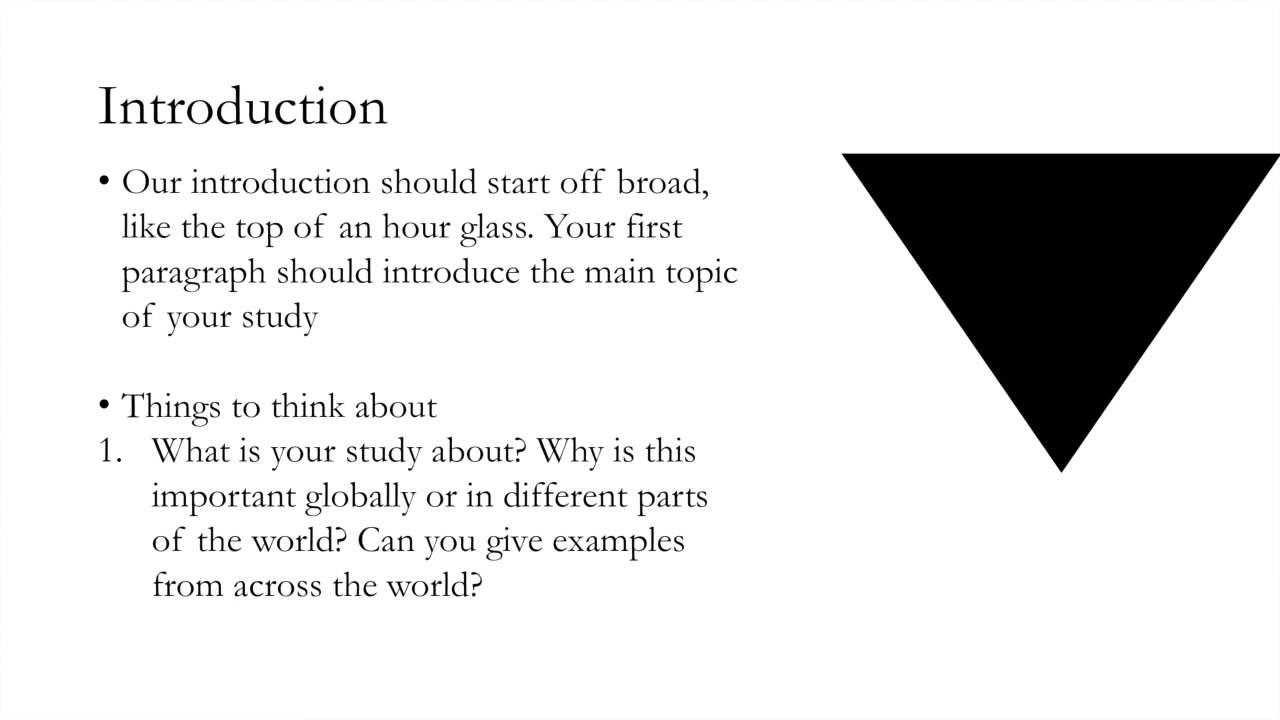 Introduction
• Our introduction should start off broad,
like the top of an hour glass. Your first
paragraph should introduce the main topic
of your study
• Things to think about
1. What is your study about? Why is this
important globally or in different parts
of the world? Can you give examples
from across the world?